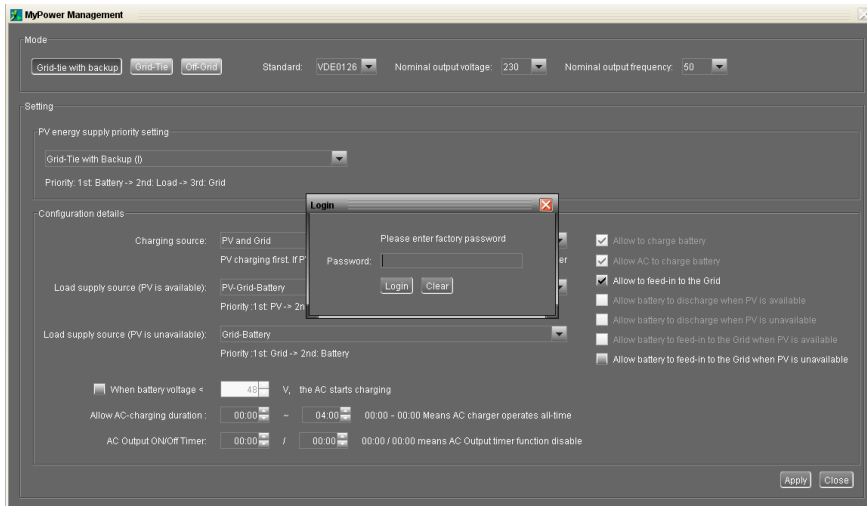 MyPower Management
Mode
Grid-tie with backup Grid-Tie Off-Grid Standard: VDE0126 Nominal output voltage: 230 Nominal output frequency: 50
Setting
PV energy supply priority setting
Grid-Tie with Backup (I)
Priority: 1st: Battery -> 2nd: Load -> 3rd: Grid
Login
Please enter factory password
Password:
Login Clear
Configuration details
Charging source: PV and Grid
PV charging first. If P
er
Load supply source (PV is available): PV-Grid-Battery
Priority :1st: PV-> 2n
Load supply source (PV is unavailable): Grid-Battery
Priority :1st: Grid -> 2nd: Battery
Allow to charge battery
Allow AC to charge battery
Allow to feed-in to the Grid
Allow battery to discharge when PV is available
Allow battery to discharge when PV is unavailable
Allow battery to feed-in to the Grid when PV is available
Allow battery to feed-in to the Grid when PV is unavailable
When battery voltage < 48 V, the AC starts charging
Allow AC-charging duration : 00:00 ~ 04:00 00:00 - 00:00 Means AC charger operates all-time
AC Output ON/Off Timer: 00:00 / 00:00 00:00 / 00:00 means AC Output timer function disable
Apply Close